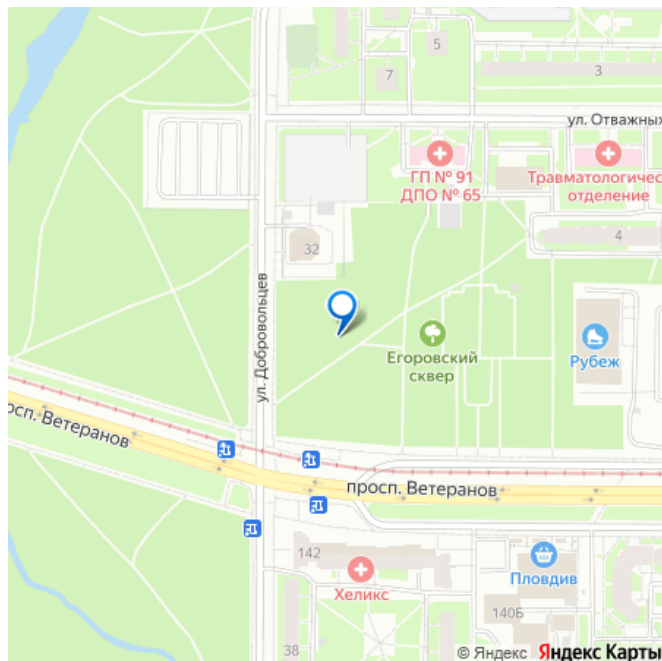 5
7
3
ул. Отважных
ГП № 91
ДПО № 65
Травматологическ
отделение
32
4
ул. Добровольцев
Егоровский
сквер
Рубеж
просп. Ветеранов
просп. Ветеранов
142
Хеликс
Пловдив
140Б
38
© Яндекс Яндекс Карты